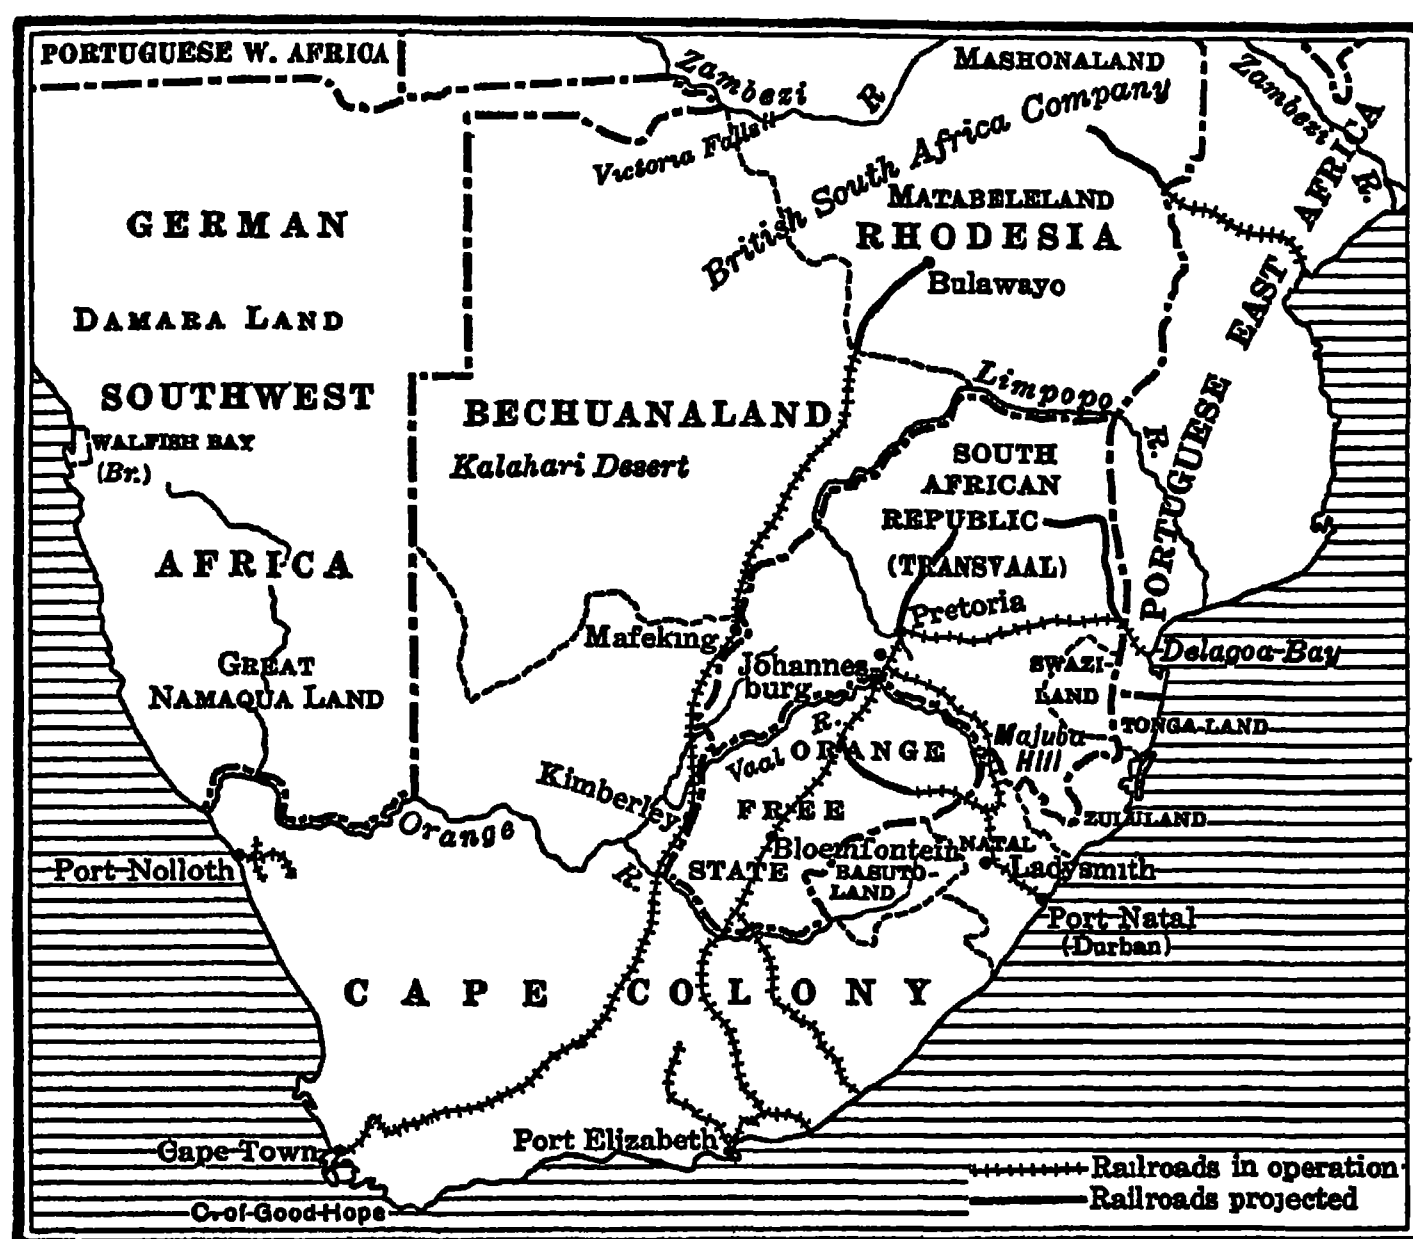 PORTUGUESE W. AFRICA
Zambezi
R
MASHONALAND
Zambezi
R.
Victoria Falls
British South Africa Company
MATABELELAND
RHODESIA
Bulawayo
GERMAN
DAMARA LAND
SOUTHWEST
AFRICA
WALFISH BAY
(Br.)
BECHUANALAND
Kalahari Desert
Limpopo
R.
PORTUGUESE EAST AFRICA
SOUTH
AFRICAN
REPUBLIC
(TRANSVAAL)
Pretoria
Mafeking
Johannes-
burg
Delagoa Bay
SWAZI-
LAND
TONGA-LAND
GREAT
NAMAQUA LAND
Majuba
Hill
Vaal R.
ORANGE
FREE
STATE
Kimberley
Orange
R.
ZULULAND
Port Nolloth
Bloemfontein
NATAL
BASUTO-
LAND
Ladysmith
Port Natal
(Durban)
CAPE COLONY
Cape Town
Port Elizabeth
C. of Good Hope
Railroads in operation
Railroads projected